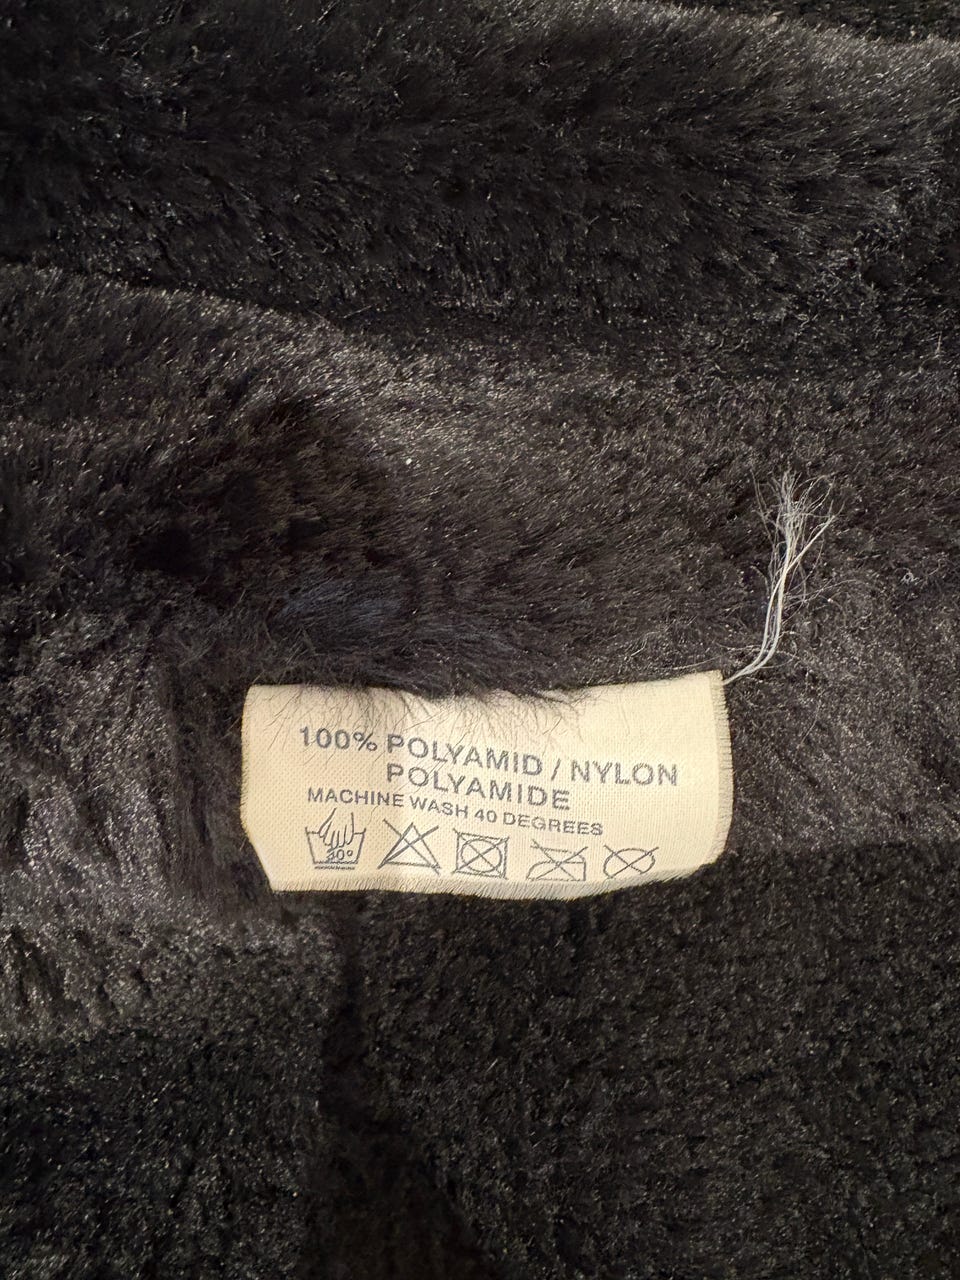 100% POLYAMID / NYLON
POLYAMIDE
MACHINE WASH 40 DEGREES